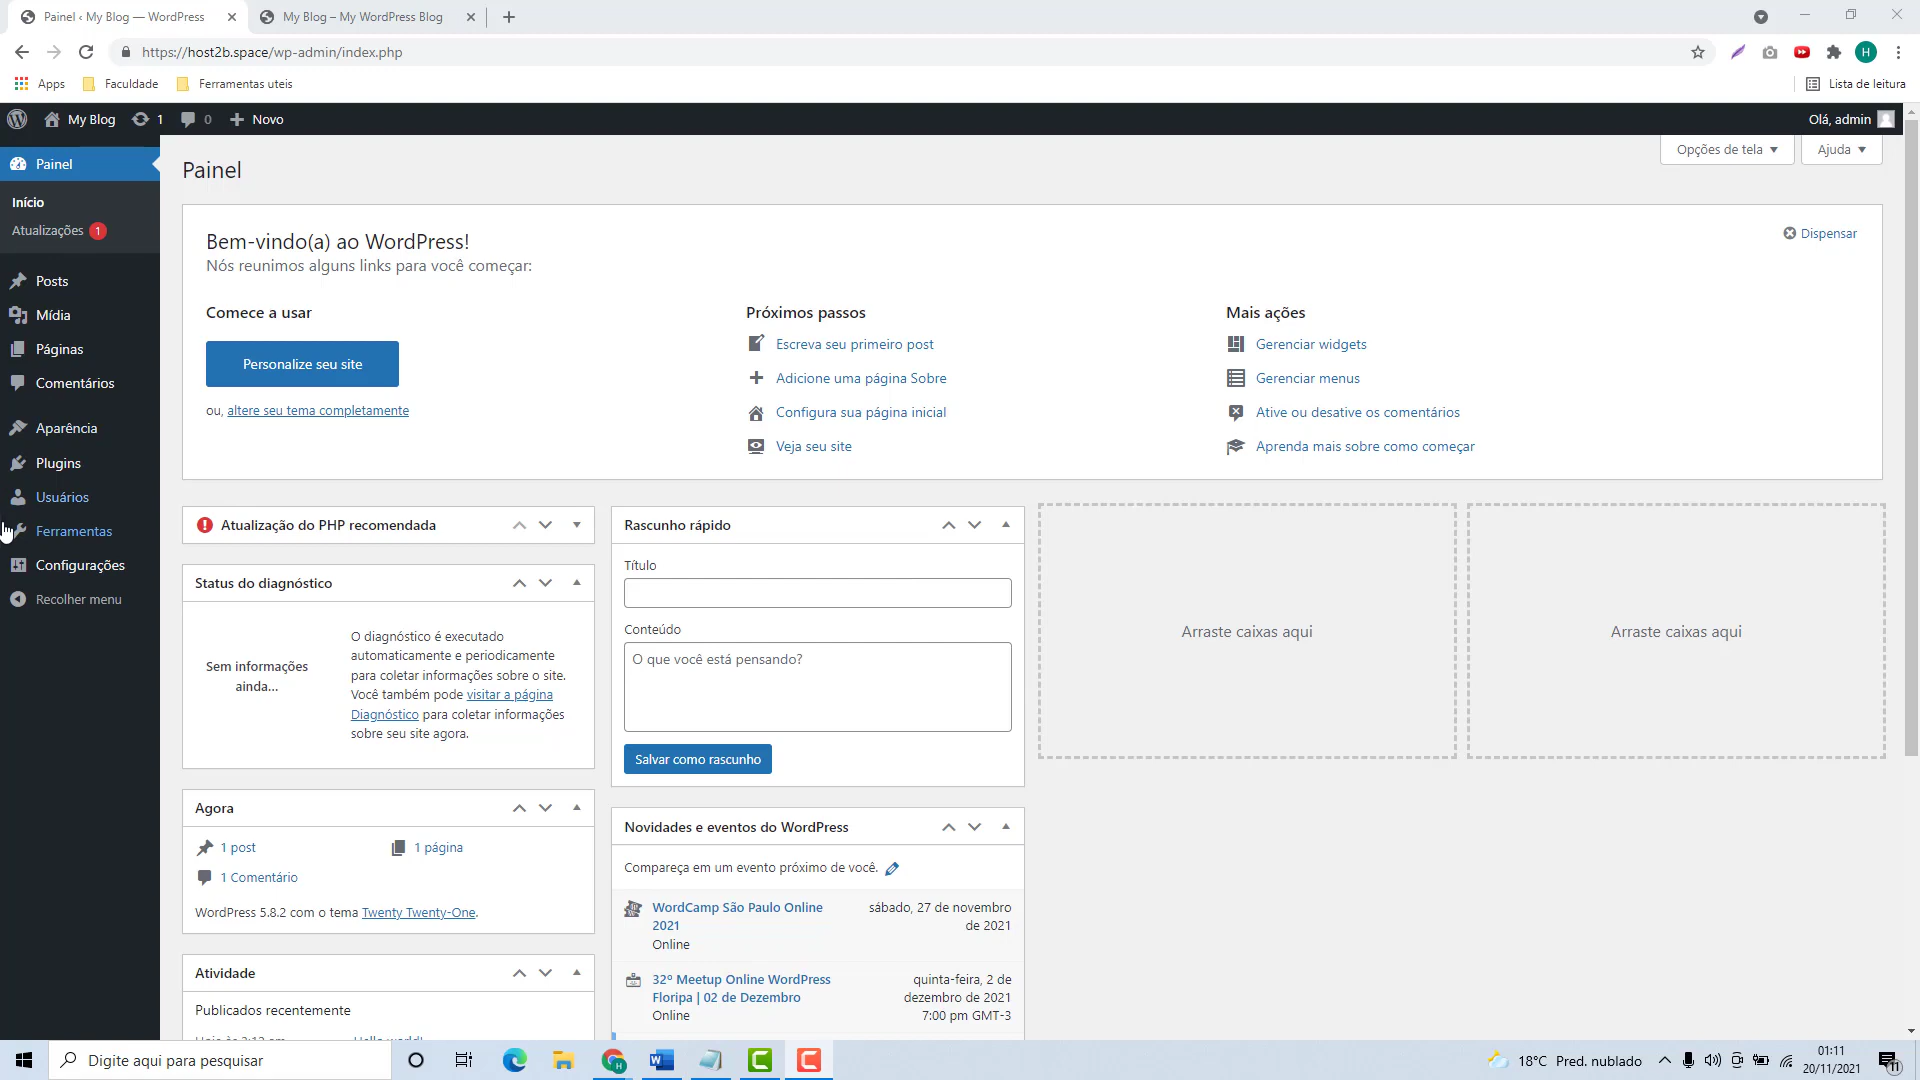 Painel ‹ My Blog — WordPress
My Blog – My WordPress Blog
https://host2b.space/wp-admin/index.php
H
Apps
Faculdade
Ferramentas uteis
Lista de leitura
My Blog
1
0
Novo
Olá, admin
Painel
Início
Atualizações 1
Posts
Mídia
Páginas
Comentários
Aparência
Plugins
Usuários
Ferramentas
Configurações
Recolher menu
Painel
Opções de tela
Ajuda
Bem-vindo(a) ao WordPress!
Nós reunimos alguns links para você começar:
Dispensar
Comece a usar
Personalize seu site
ou, altere seu tema completamente
Próximos passos
Escreva seu primeiro post
Adicione uma página Sobre
Configura sua página inicial
Veja seu site
Mais ações
Gerenciar widgets
Gerenciar menus
Ative ou desative os comentários
Aprenda mais sobre como começar
Atualização do PHP recomendada
Status do diagnóstico
Sem informações
ainda...
O diagnóstico é executado
automaticamente e periodicamente
para coletar informações sobre o site.
Você também pode visitar a página
Diagnóstico para coletar informações
sobre seu site agora.
Agora
1 post
1 página
1 Comentário
WordPress 5.8.2 com o tema Twenty Twenty-One.
Atividade
Publicados recentemente
Rascunho rápido
Título
Conteúdo
O que você está pensando?
Salvar como rascunho
Novidades e eventos do WordPress
Compareça em um evento próximo de você.
WordCamp São Paulo Online
2021
Online
sábado, 27 de novembro
de 2021
32º Meetup Online WordPress
Floripa | 02 de Dezembro
Online
quinta-feira, 2 de
dezembro de 2021
7:00 pm GMT-3
Arraste caixas aqui
Arraste caixas aqui
Digite aqui para pesquisar
18°C Pred. nublado
01:11
20/11/2021
11